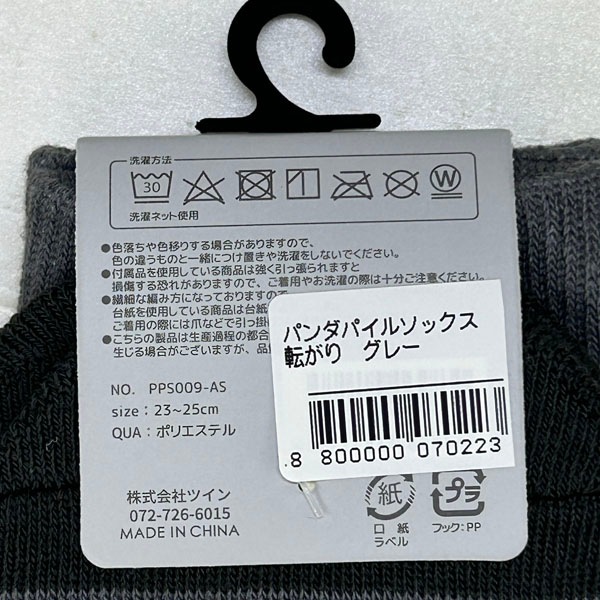 洗濯方法
30
W
洗濯ネット使用
●色落ちや色移りする場合がありますので、
色の違うものと一緒につけ置きや洗濯をしないでください。
●付属品を使用している商品は強く引っ張られますと
損傷する恐れがありますので、ご着用やお洗濯の際は十分ご注意ください。
●繊細な編み方になっておりますので
台紙を使用している商品は台紙
ご着用の際には爪などで引っ掛
●こちらの製品は生産過程の都合
生じる場合がございますが、品
NO. PPS009-AS
size: 23~25cm
QUA: ポリエステル
パンダパイルソックス
転がり グレー
8 800000 070223
株式会社ツイン
072-726-6015
MADE IN CHINA
紙
口 紙
ラベル
プラ
フック:PP